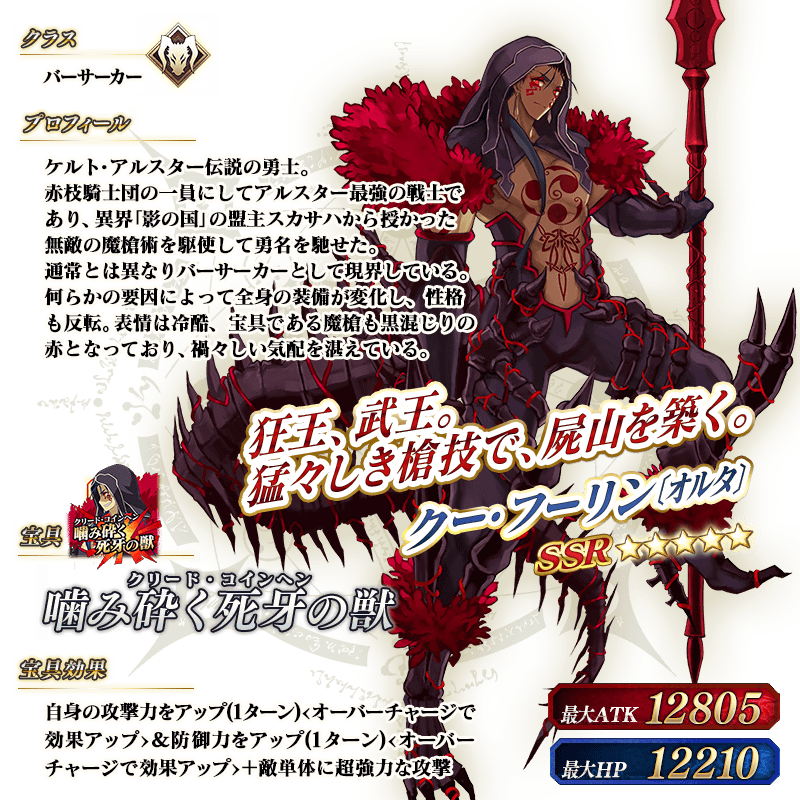 クラス
バーサーカー
プロフィール
ケルト・アルスター伝説の勇士。
赤枝騎士団の一員にしてアルスター最強の戦士で
あり、異界「影の国」の盟主スカサハから授かった
無敵の魔槍術を駆使して勇名を馳せた。
通常とは異なりバーサーカーとして現界している。
何らかの要因によって全身の装備が変化し、性格
も反転。表情は冷酷、宝具である魔槍も黒混じりの
赤となっており、禍々しい気配を湛えている。
狂王、武王。
猛々しき槍技で、屍山を築く。
クー・フーリン〔オルタ〕
SSR ★★★★★
宝具
クリード・コインヘン
噛み砕く
死牙の獣
クリード・コインヘン
噛み砕く死牙の獣
宝具効果
自身の攻撃力をアップ(1ターン)<オーバーチャージで
効果アップ>&防御力をアップ(1ターン)<オーバー
チャージで効果アップ>+敵単体に超強力な攻撃
最大ATK 12805
最大HP 12210